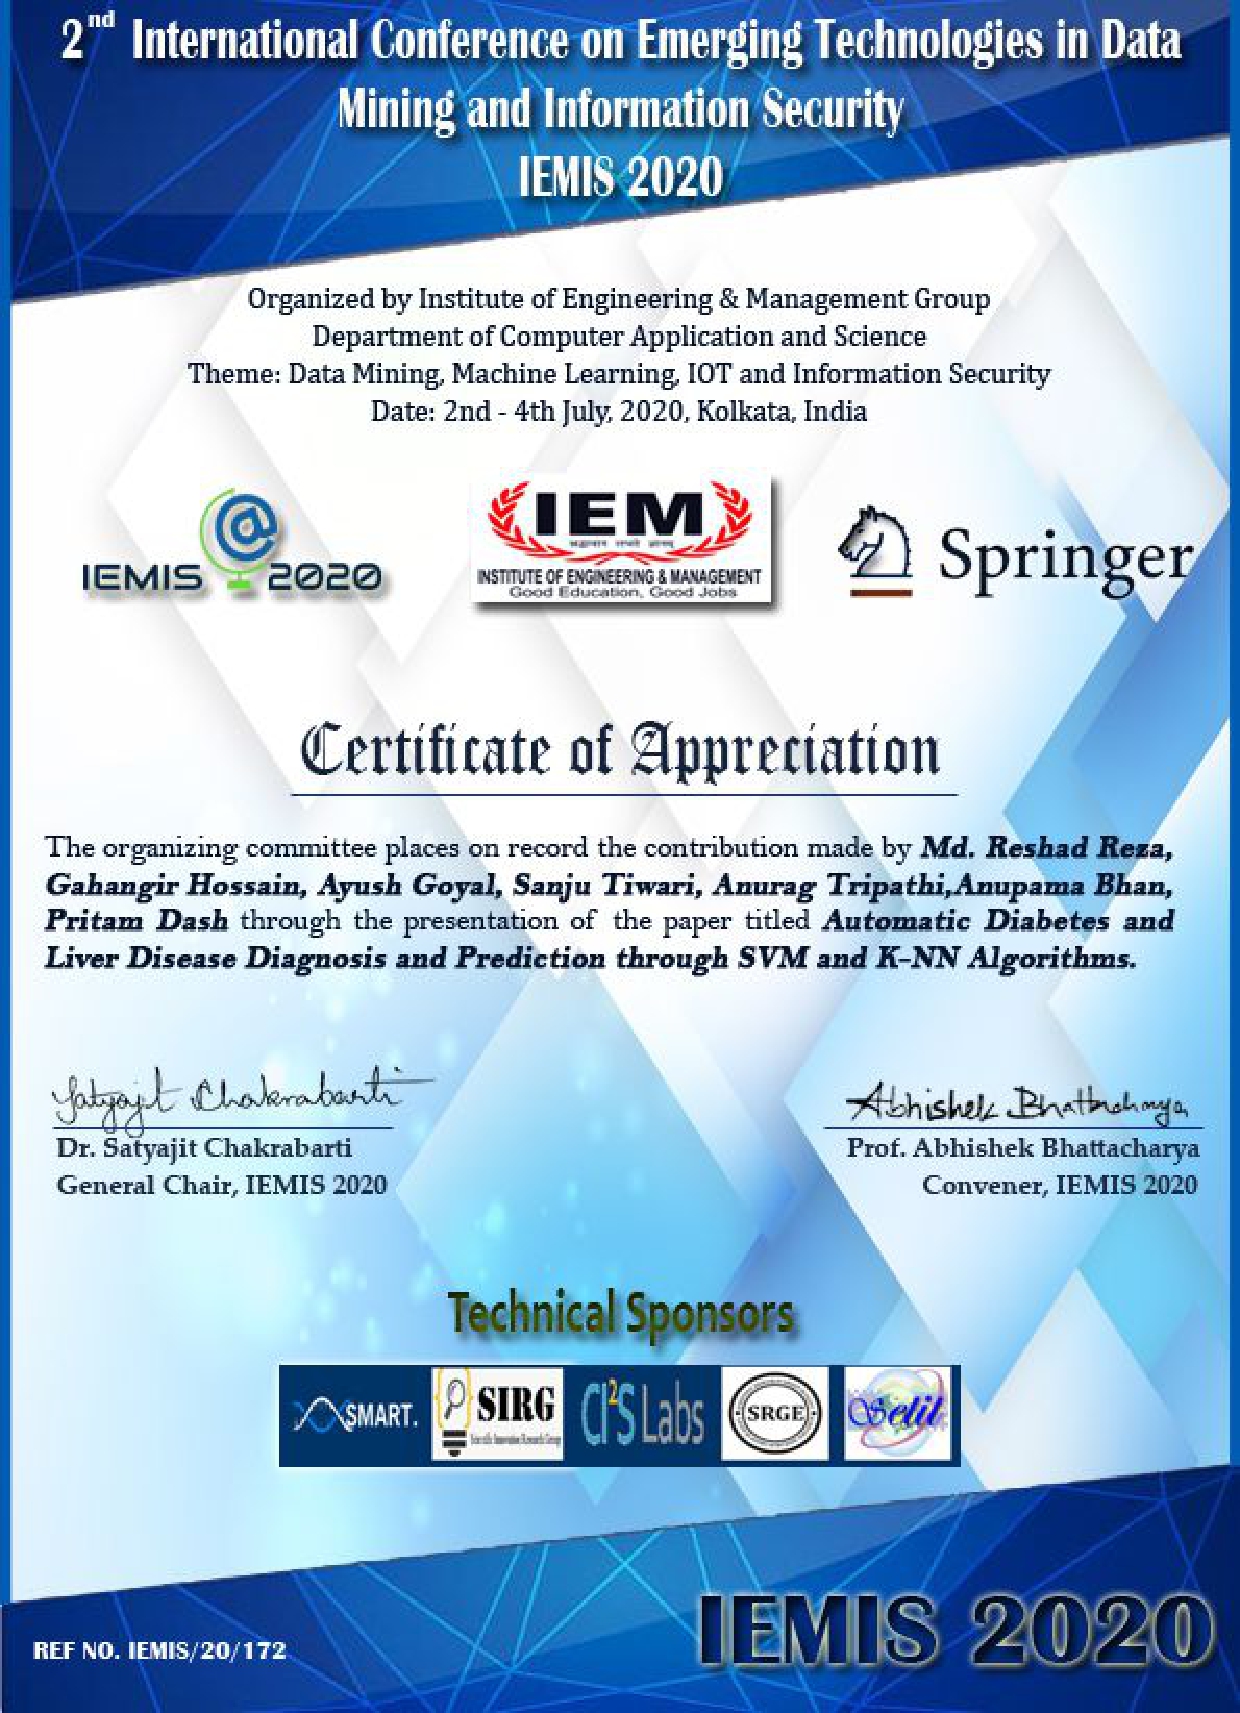 2nd International Conference on Emerging Technologies in Data
Mining and Information Security
IEMIS 2020
Organized by Institute of Engineering & Management Group
Department of Computer Application and Science
Theme: Data Mining, Machine Learning, IOT and Information Security
Date: 2nd - 4th July, 2020, Kolkata, India
IEMIS @ 2020
IEM
INSTITUTE OF ENGINEERING & MANAGEMENT
Good Education, Good Jobs
Springer
Certificate of Appreciation
The organizing committee places on record the contribution made by Md. Reshad Reza,
Gahangir Hossain, Ayush Goyal, Sanju Tiwari, Anurag Tripathi,Anupama Bhan,
Pritam Dash through the presentation of the paper titled Automatic Diabetes and
Liver Disease Diagnosis and Prediction through SVM and K-NN Algorithms.
Satyajit Chakrabarti
Dr. Satyajit Chakrabarti
General Chair, IEMIS 2020
Abhishek Bhattacharya
Prof. Abhishek Bhattacharya
Convener, IEMIS 2020
Technical Sponsors
SMART.
SIRG
Scientific Innovation Research Group
CI2S Labs
SRGE
Selil
REF NO. IEMIS/20/172
IEMIS 2020